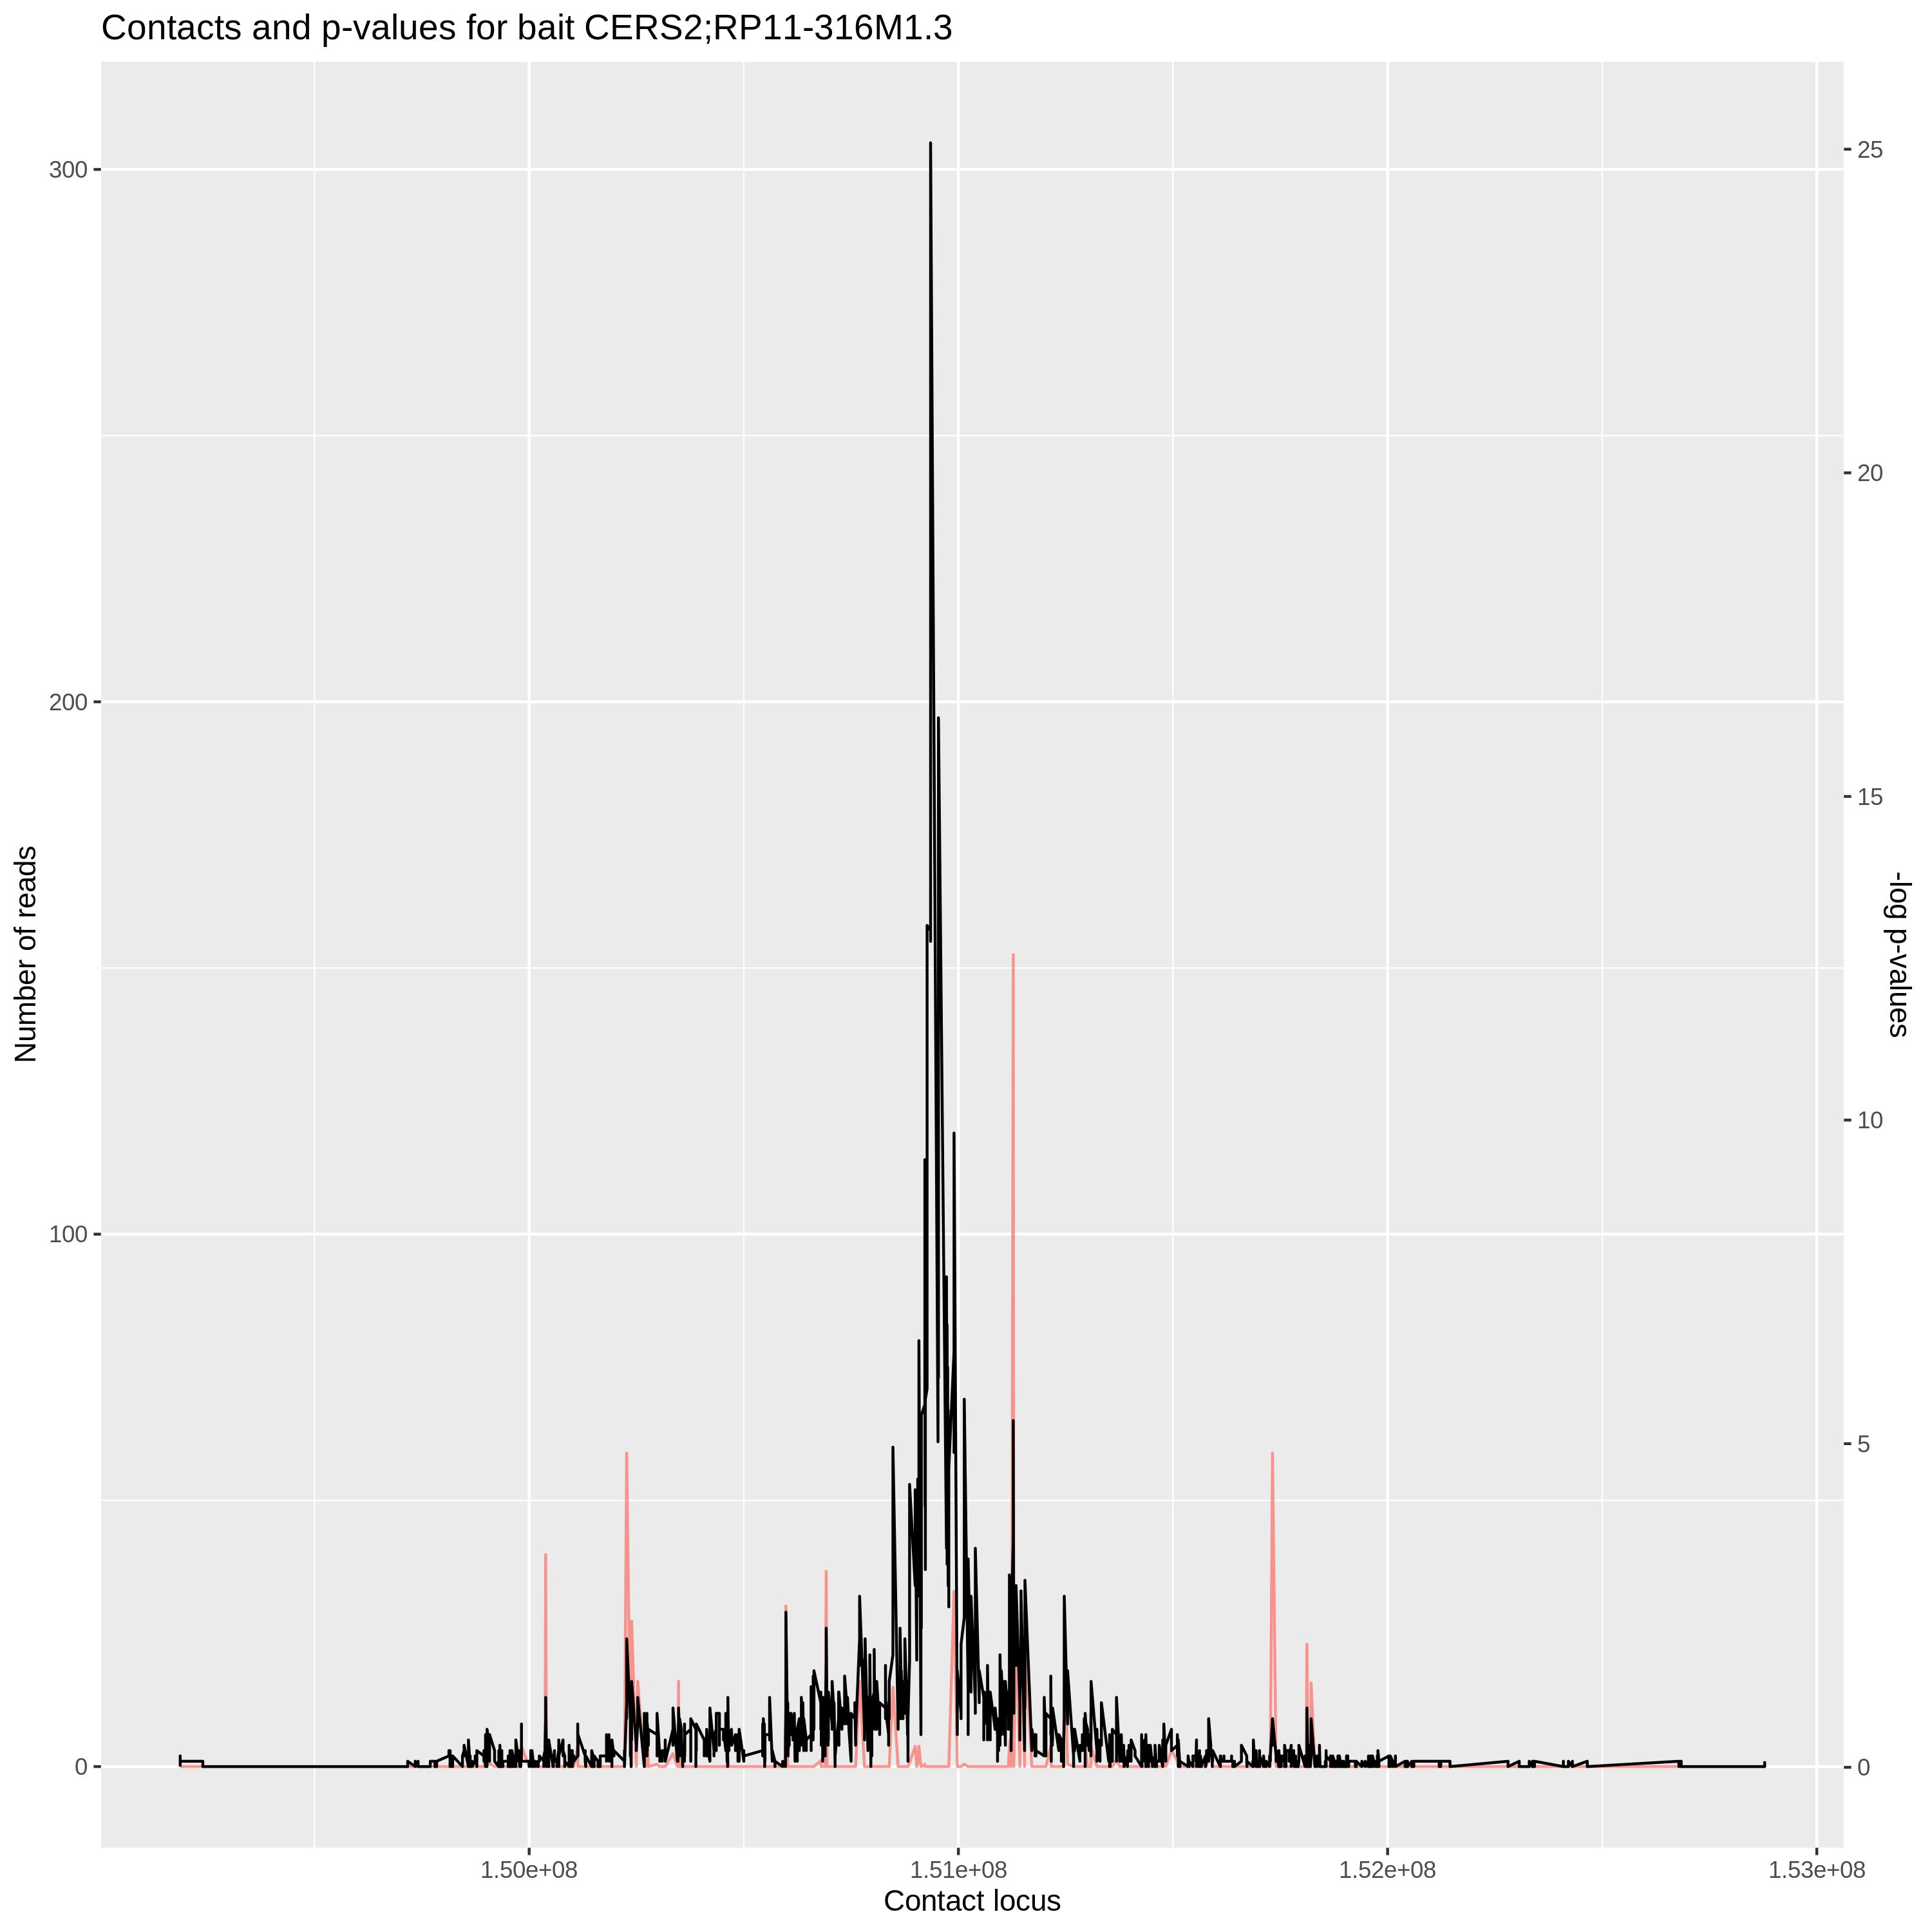 Contacts and p-values for bait CERS2;RP11-316M1.3
300
200
100
0
Number of reads
25
20
15
10
5
0
-log p-values
1.50e+08
1.51e+08
1.52e+08
1.53e+08
Contact locus